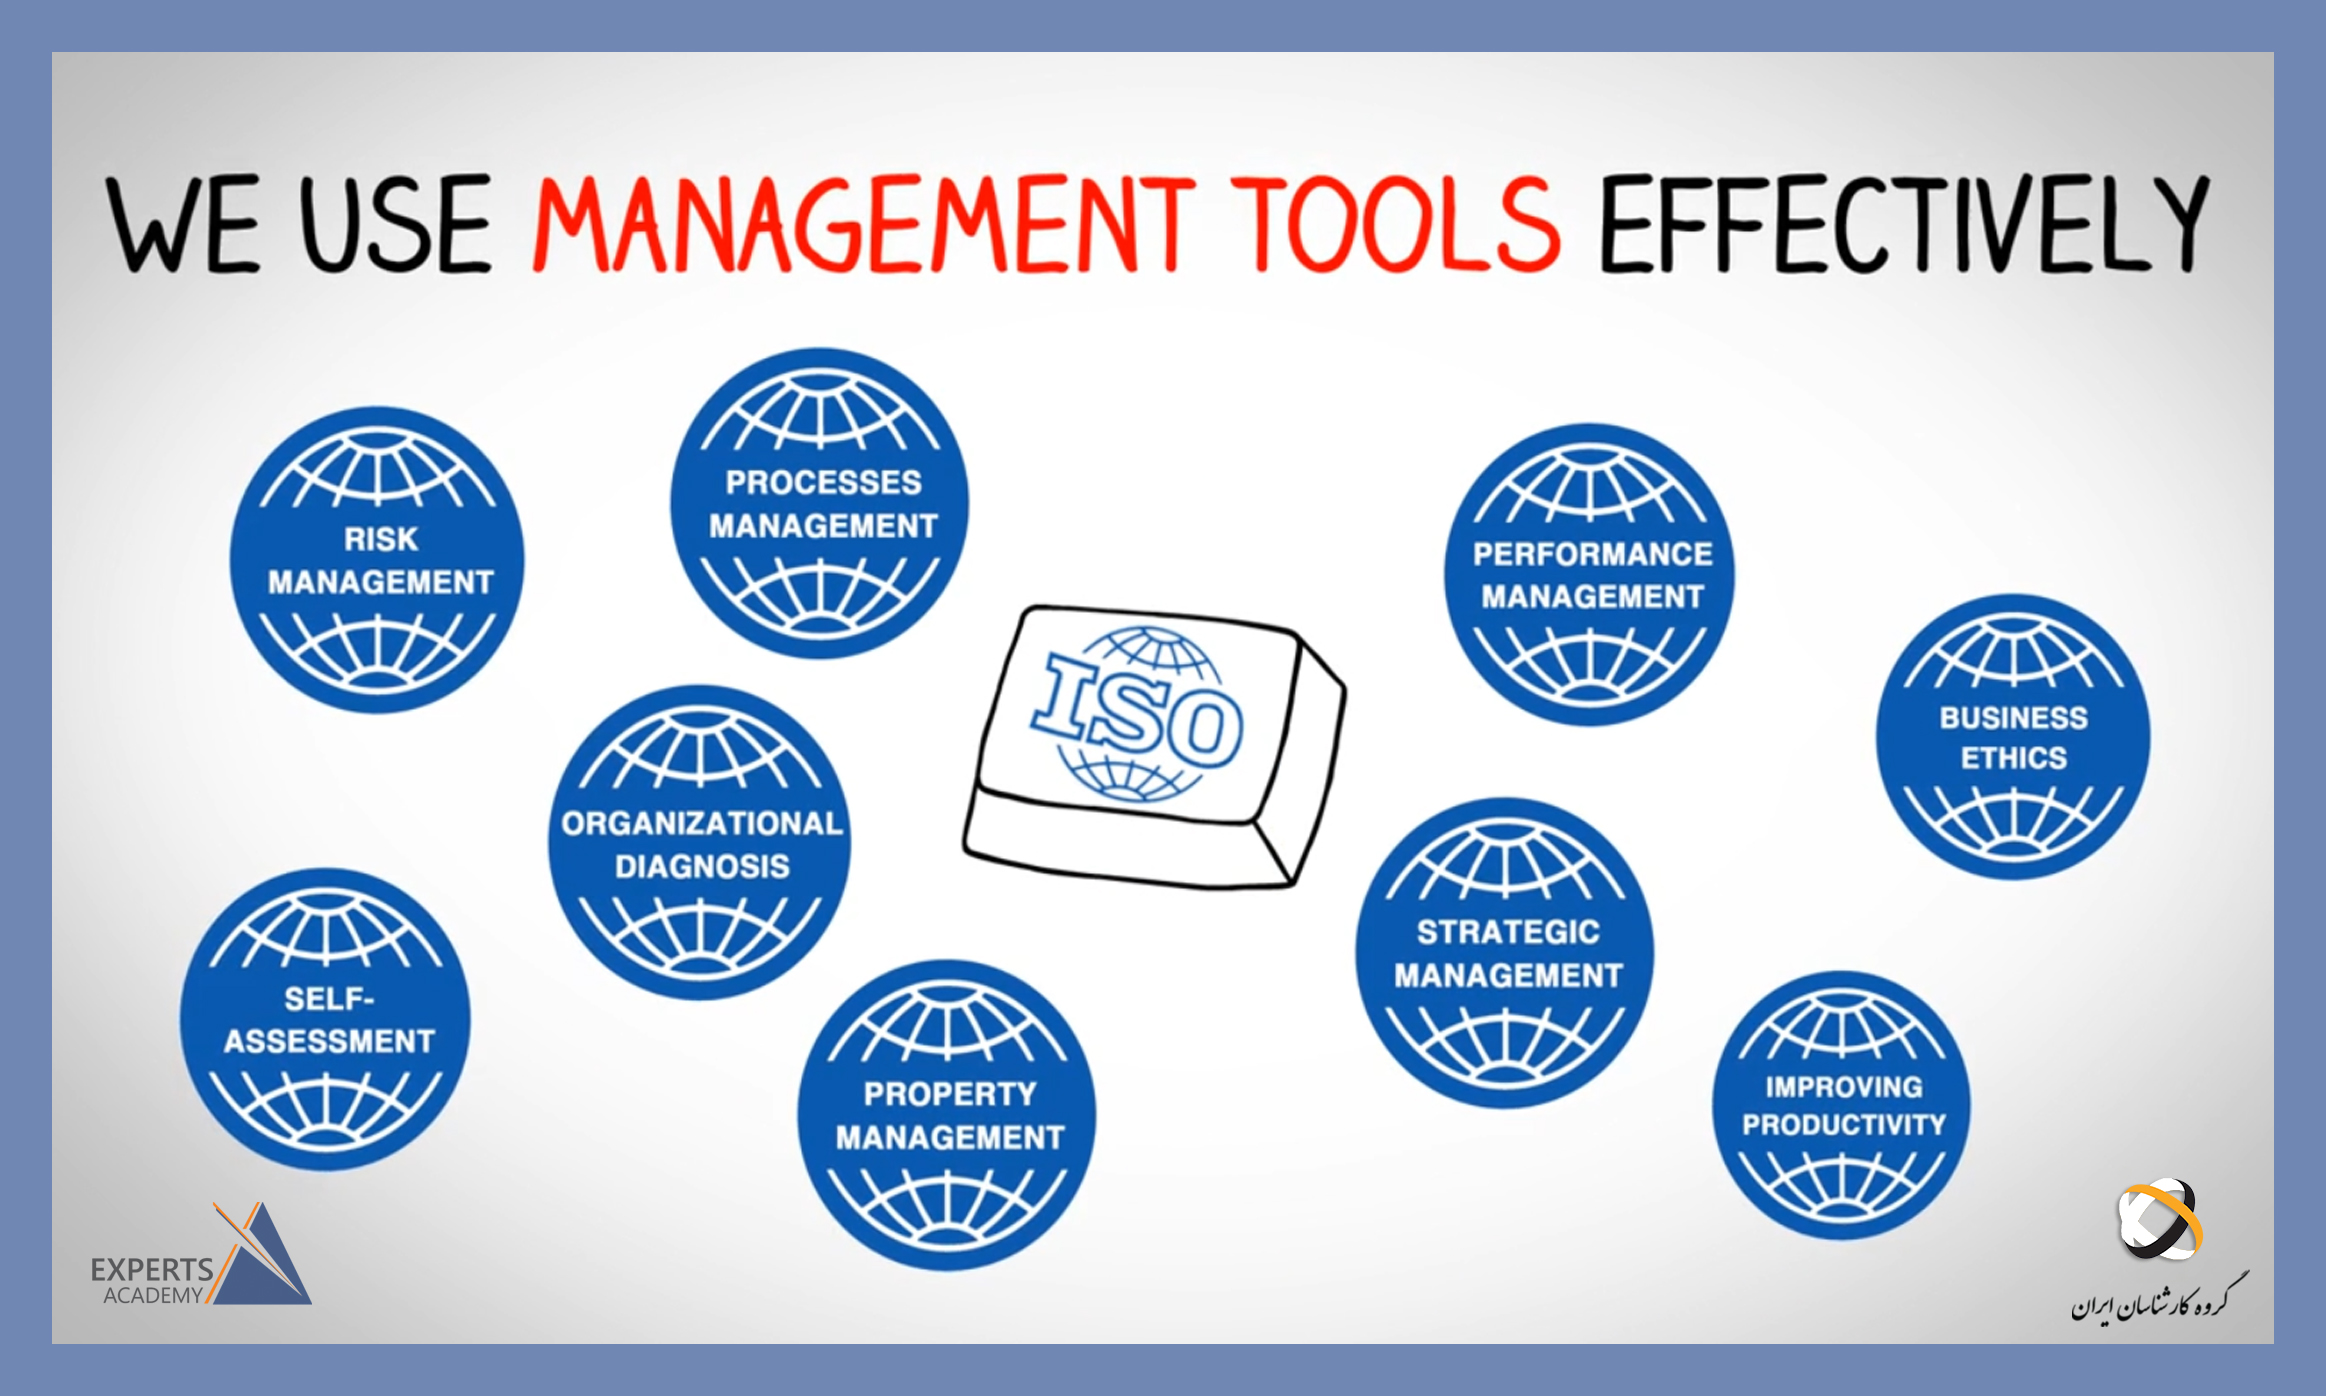 WE USE MANAGEMENT TOOLS EFFECTIVELY
RISK
MANAGEMENT
PROCESSES
MANAGEMENT
PERFORMANCE
MANAGEMENT
BUSINESS
ETHICS
ISO
ORGANIZATIONAL
DIAGNOSIS
STRATEGIC
MANAGEMENT
SELF-
ASSESSMENT
PROPERTY
MANAGEMENT
IMPROVING
PRODUCTIVITY
EXPERTS
ACADEMY
گروه کارشناسان ایران